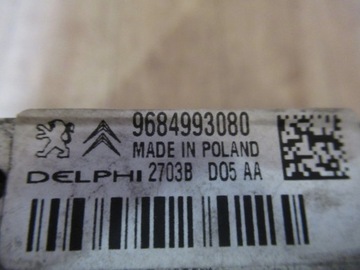 9684993080
MADE IN POLAND
DELPHI 2703B D05 AA